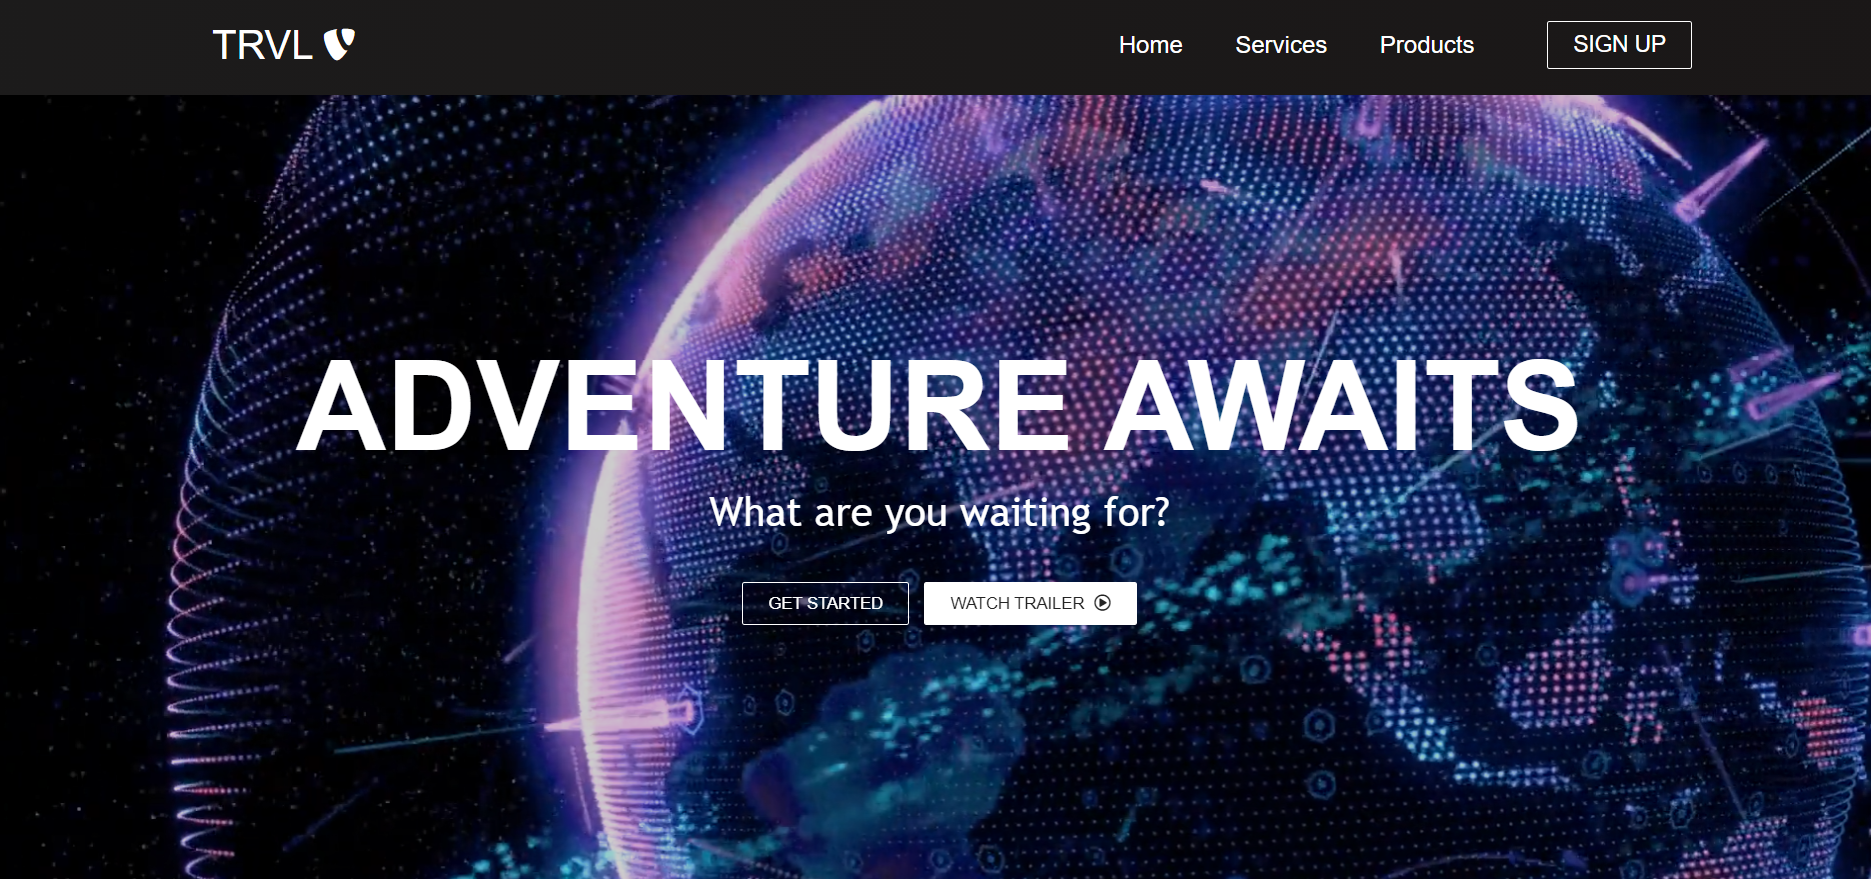 TRVL
Home Services Products SIGN UP
ADVENTURE AWAITS
What are you waiting for?
GET STARTED WATCH TRAILER